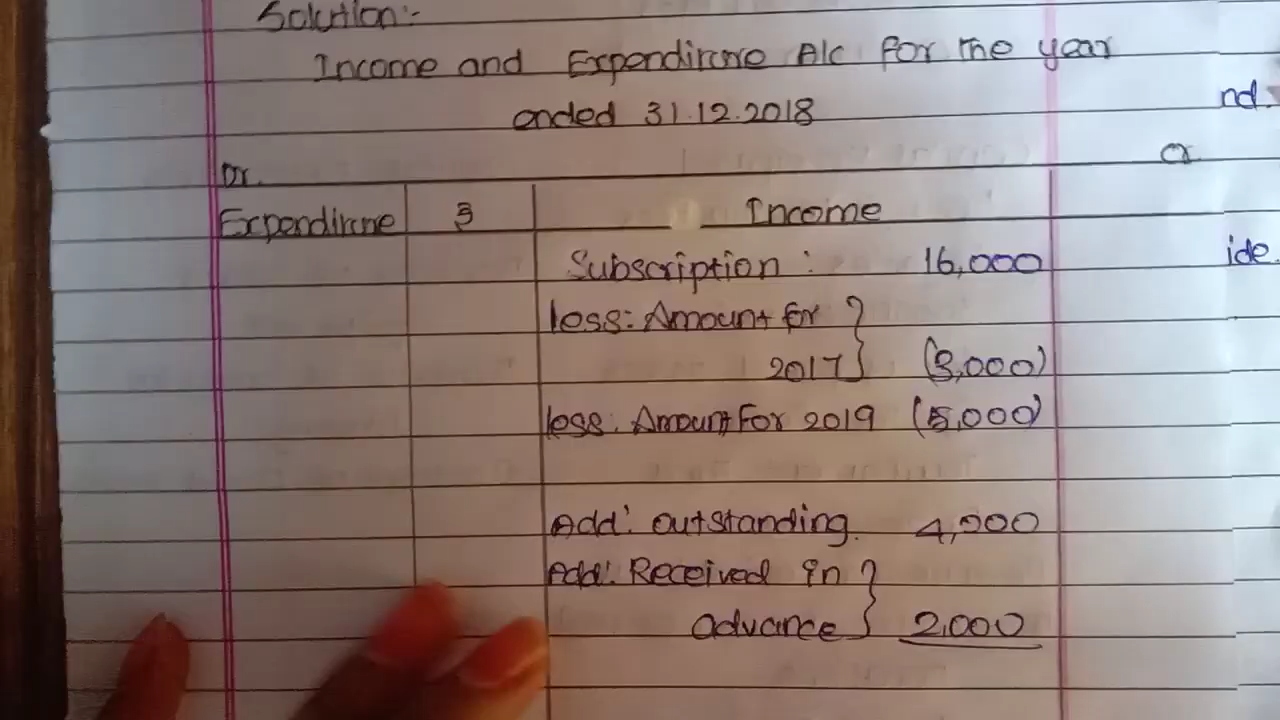 Solution:-
Income and Expendirure A/c for the year
nd.
ended 31.12.2018
Dr.
Expendirure ₹ Income
Subscription : 16,000
ide.
less: Amount for
2017 (3,000)
less: Amount For 2019 (5,000)
Add: outstanding. 4,000
Add: Received in
advance 2,000